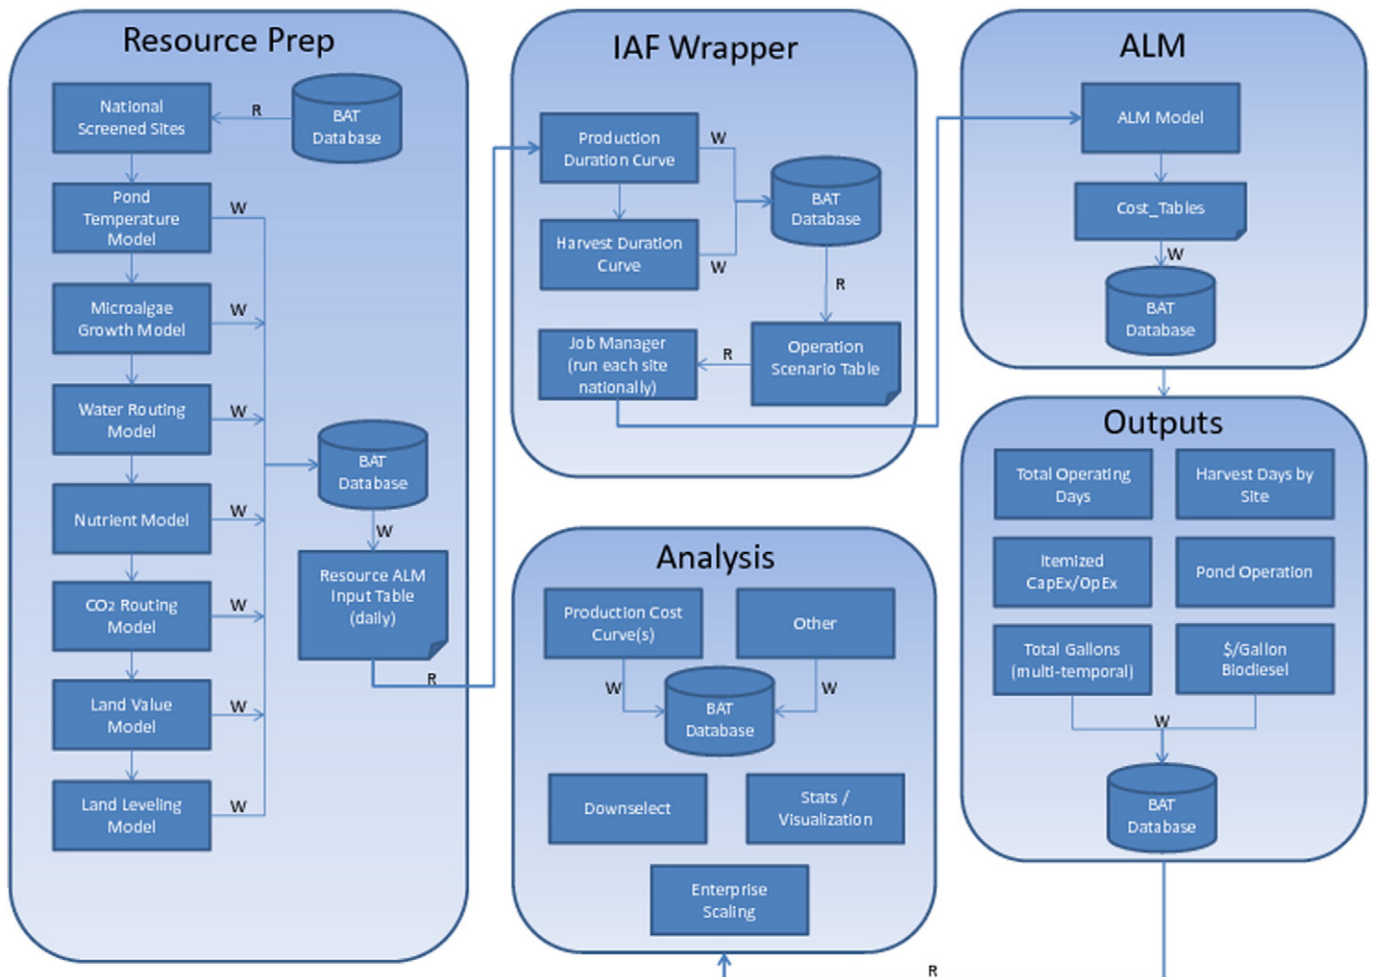 Resource Prep
National
Screened Sites
R
BAT
Database
Pond
Temperature
Model
W
Microalgae
Growth Model
W
Water Routing
Model
W
Nutrient Model
W
CO2 Routing
Model
W
Land Value
Model
W
Land Leveling
Model
W
BAT
Database
W
Resource ALM
Input Table
(daily)
R
IAF Wrapper
Production
Duration Curve
W
Harvest Duration
Curve
W
BAT
Database
R
Operation
Scenario Table
R
Job Manager
(run each site
nationally)
ALM
ALM Model
Cost_Tables
W
BAT
Database
Outputs
Total Operating
Days
Harvest Days by
Site
Itemized
CapEx/OpEx
Pond Operation
Total Gallons
(multi-temporal)
$/Gallon
Biodiesel
W
BAT
Database
R
Analysis
Production Cost
Curve(s)
Other
W
W
BAT
Database
Downselect
Stats /
Visualization
Enterprise
Scaling